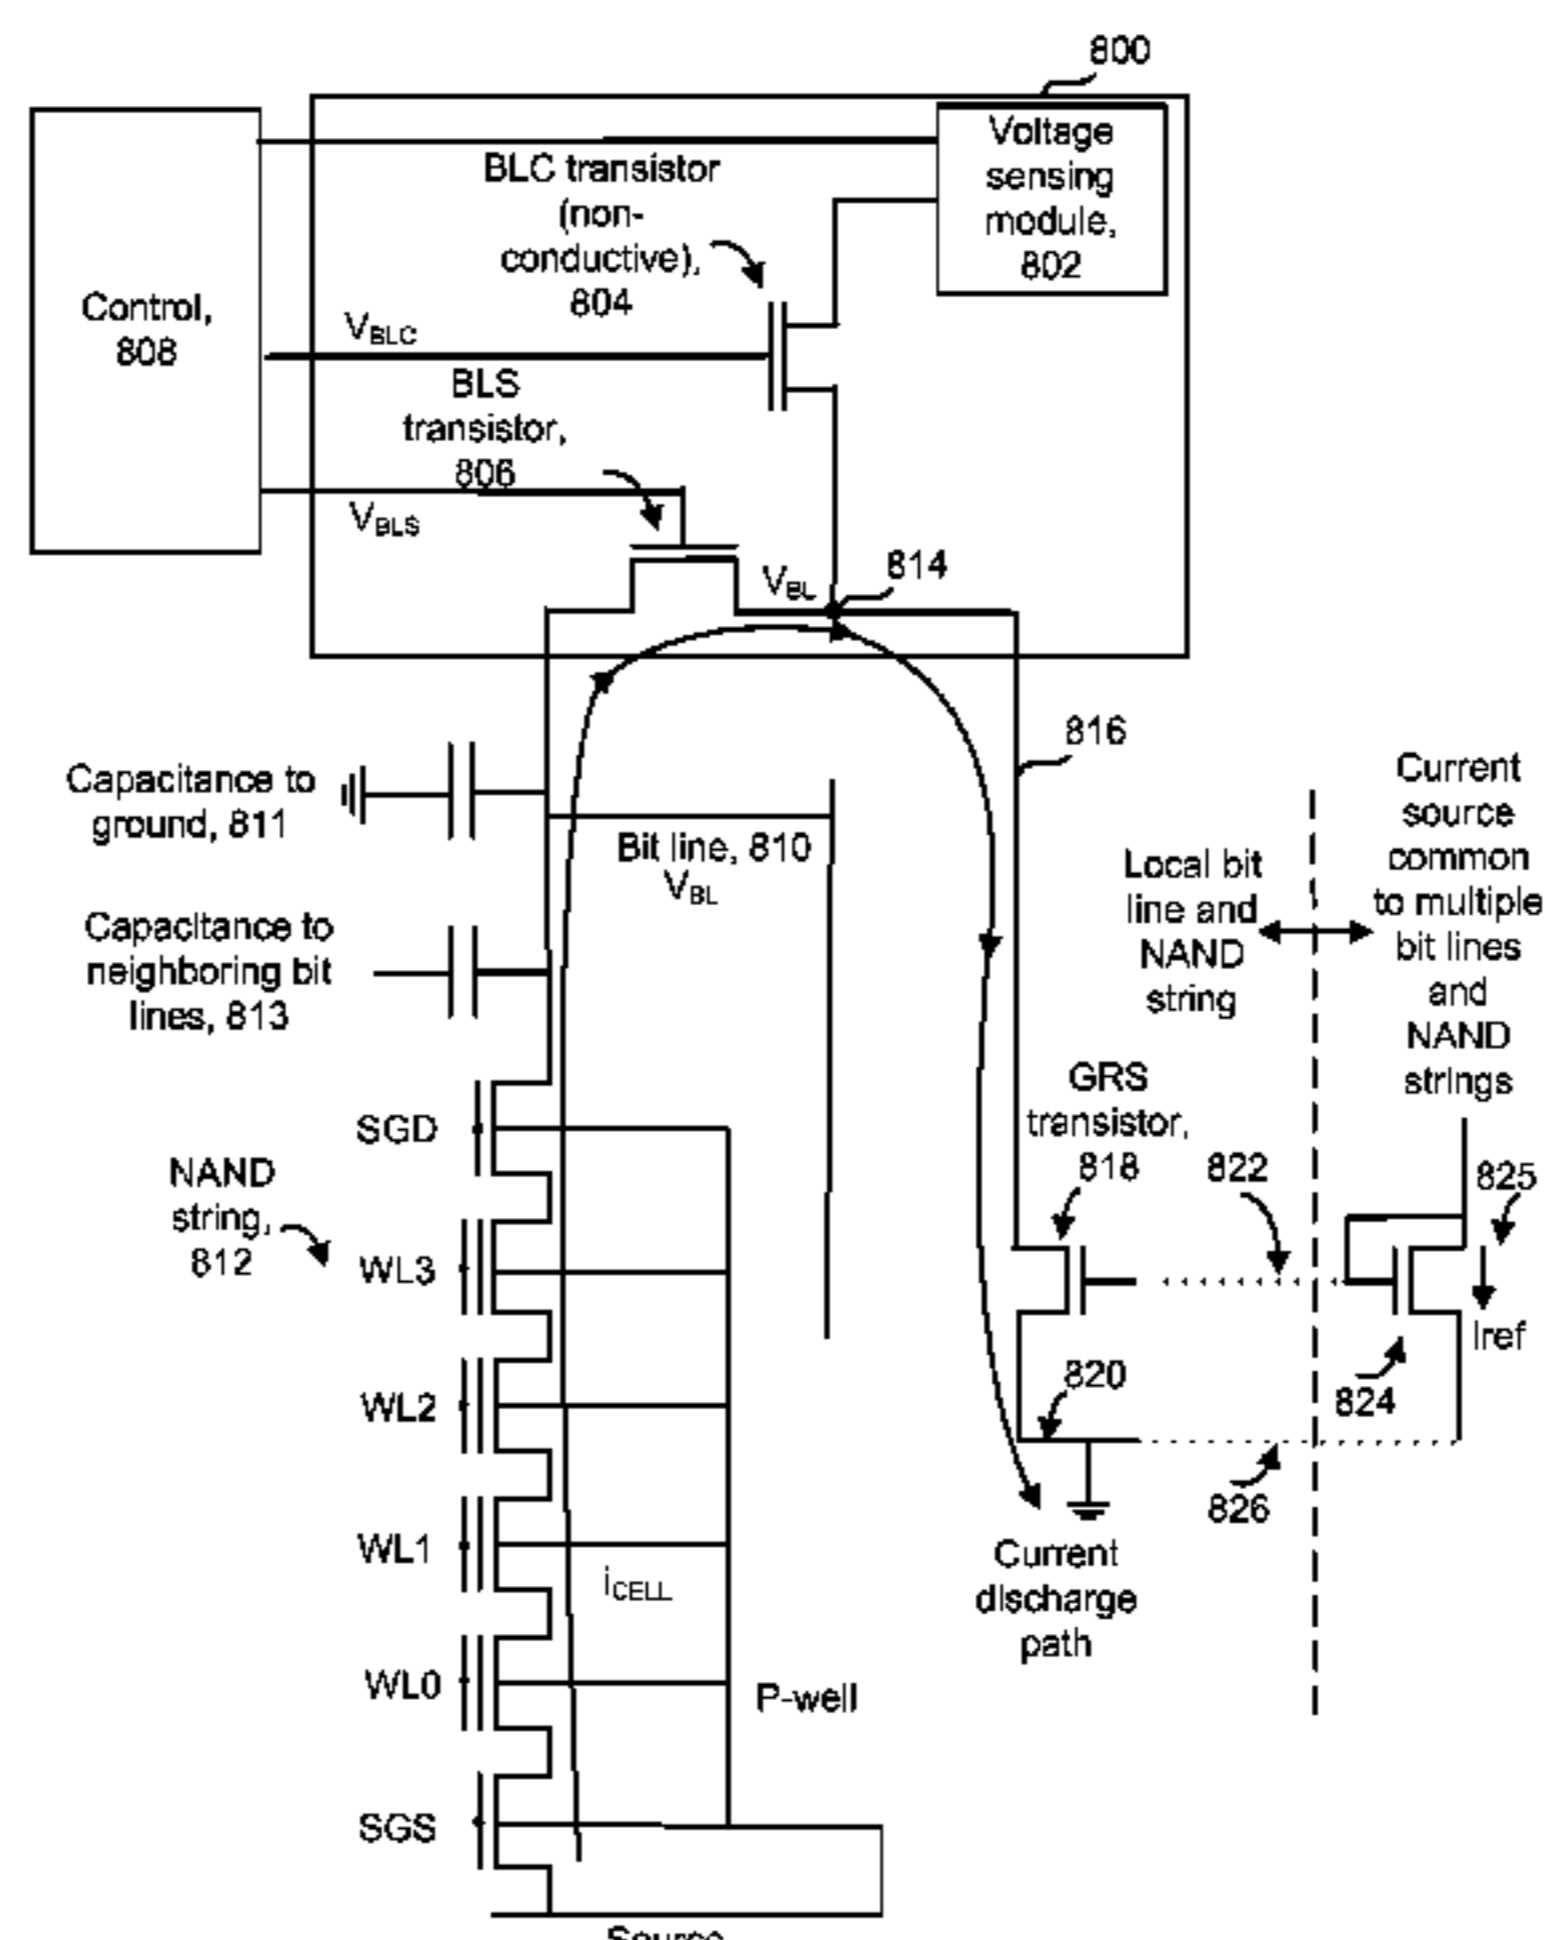 800
Voltage
sensing
module,
802
BLC transistor
(non-
conductive),
804
Control,
808
VBLC
BLS
transistor,
806
VBLS
VBL
814
816
Capacitance to
ground, 811
Bit line, 810
VBL
Capacitance to
neighboring bit
lines, 813
Local bit
line and
NAND
string
Current
source
common
to multiple
bit lines
and
NAND
strings
SGD
NAND
string,
812
WL3
WL2
WL1
WL0
SGS
iCELL
P-well
GRS
transistor,
818
822
825
Iref
824
820
826
Current
discharge
path
Source